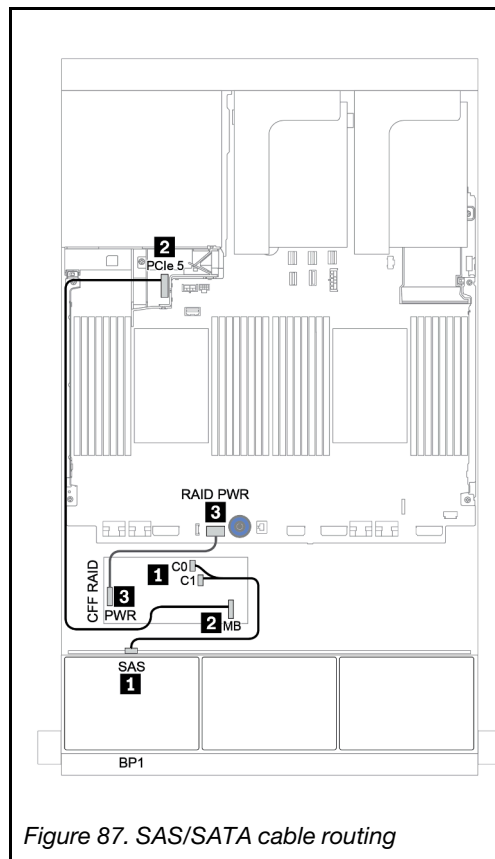 2
PCIe 5
RAID PWR
3
CFF RAID
1
C0
C1
3
PWR
2 MB
SAS
1
BP1
Figure 87. SAS/SATA cable routing